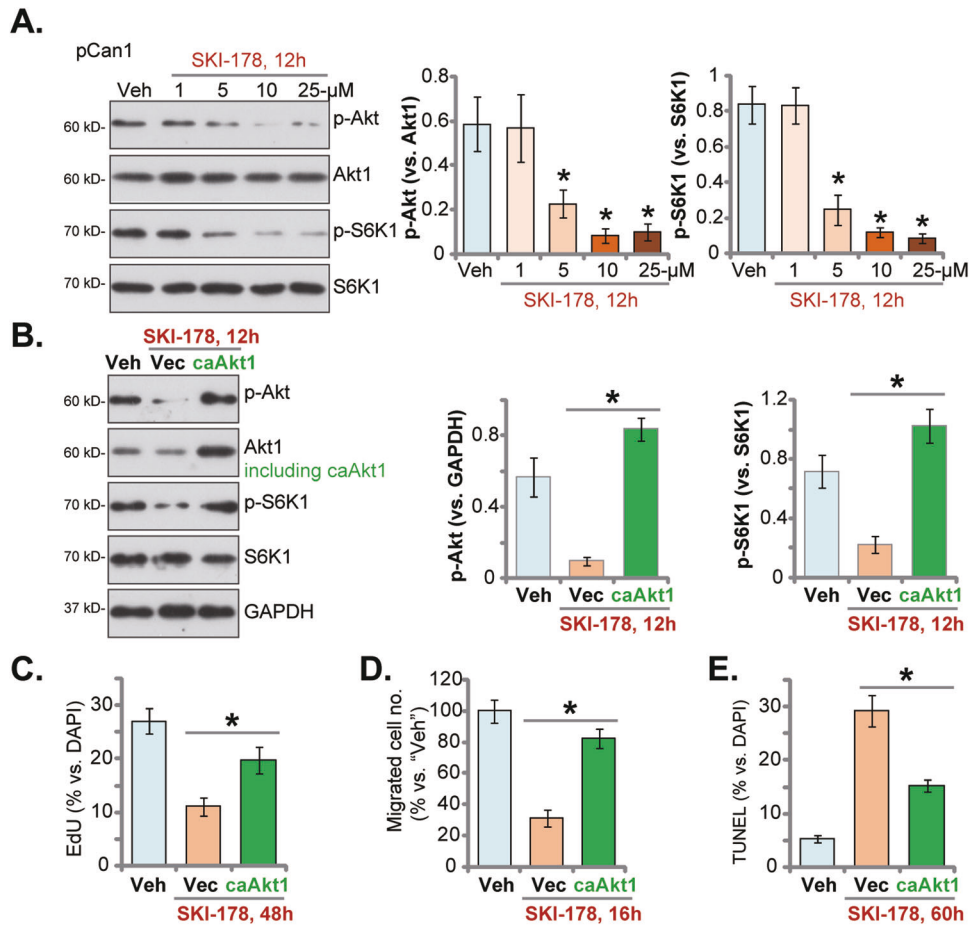 A.
pCan1
SKI-178, 12h
Veh 1 5 10 25-μM
60 kD- p-Akt
60 kD- Akt1
70 kD- p-S6K1
70 kD- S6K1
p-Akt (vs. Akt1)
0.8
0.6
0.4
0.2
0
* * *
Veh 1 5 10 25-μM
SKI-178, 12h
p-S6K1 (vs. S6K1)
1
0.8
0.6
0.4
0.2
0
* * *
Veh 1 5 10 25-μM
SKI-178, 12h
B.
SKI-178, 12h
Veh Vec caAkt1
60 kD- p-Akt
60 kD- Akt1
including caAkt1
70 kD- p-S6K1
70 kD- S6K1
37 kD- GAPDH
p-Akt (vs. GAPDH)
0.8
0.4
0
*
Veh Vec caAkt1
SKI-178, 12h
p-S6K1 (vs. S6K1)
1.2
0.8
0.4
0
*
Veh Vec caAkt1
SKI-178, 12h
C.
EdU (% vs. DAPI)
30
20
10
0
*
Veh Vec caAkt1
SKI-178, 48h
D.
Migrated cell no.
(% vs. “Veh”)
100
80
60
40
20
0
*
Veh Vec caAkt1
SKI-178, 16h
E.
TUNEL (% vs. DAPI)
30
20
10
0
*
Veh Vec caAkt1
SKI-178, 60h